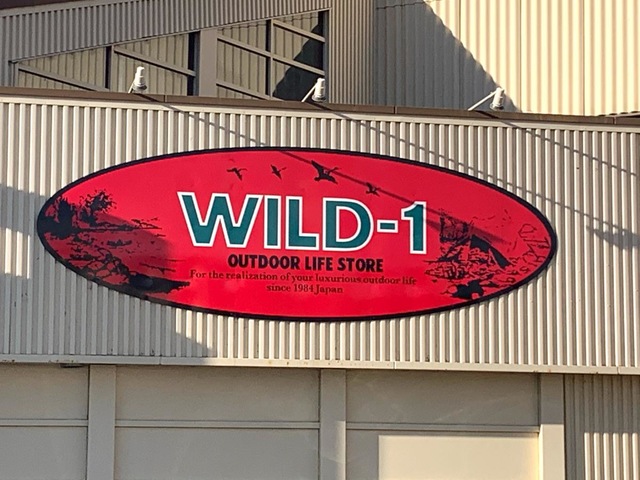 WILD-1
OUTDOOR LIFE STORE
For the realization of your luxurious outdoor life
since 1984 Japan